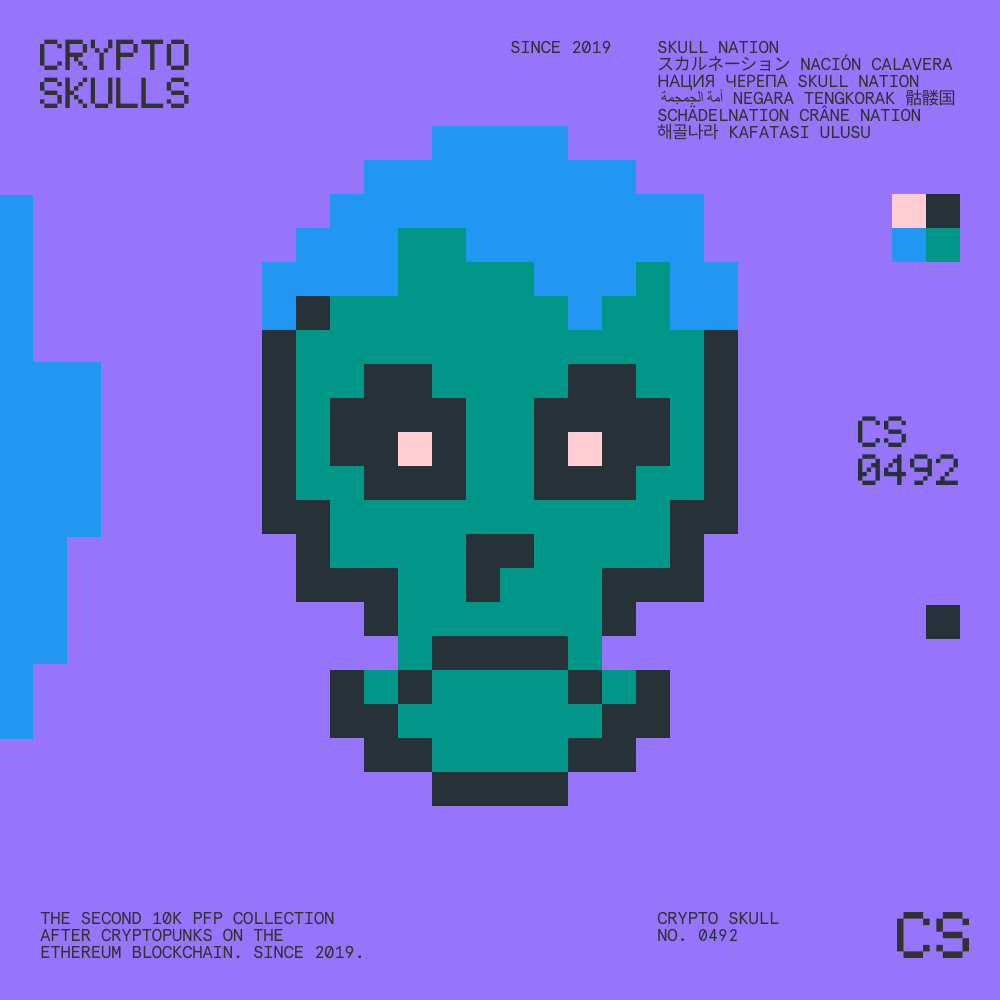 CRYPTO
SKULLS
SINCE 2019
SKULL NATION
スカルネーション NACIÓN CALAVERA
НАЦИЯ ЧЕРЕПА SKULL NATION
أمة الجمجمة NEGARA TENGKORAK 骷髅国
SCHÄDELNATION CRÂNE NATION
해골나라 KAFATASI ULUSU
CS
0492
THE SECOND 10K PFP COLLECTION
AFTER CRYPTOPUNKS ON THE
ETHEREUM BLOCKCHAIN. SINCE 2019.
CRYPTO SKULL
NO. 0492
CS